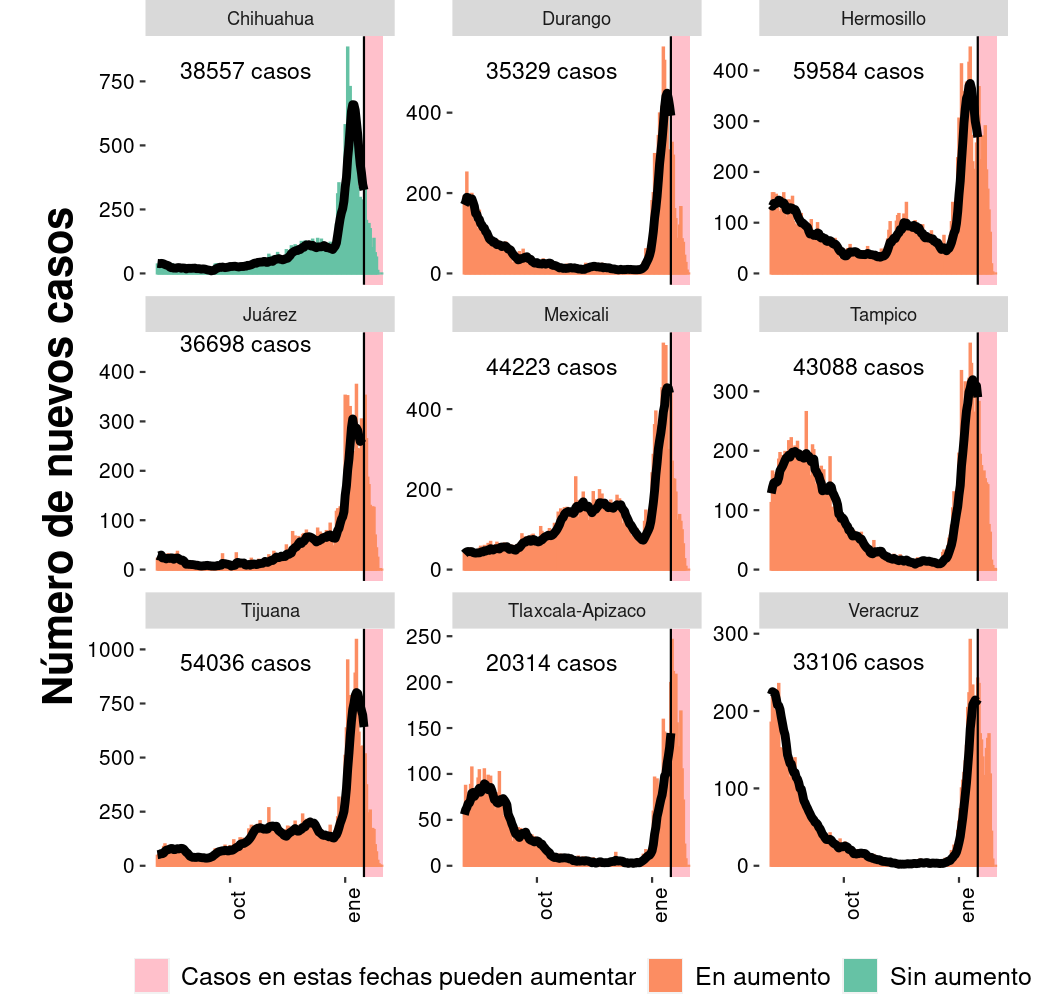 Chihuahua
Durango
Hermosillo
38557 casos
35329 casos
59584 casos
750
500
250
0
400
200
0
400
300
200
100
0
Juárez
Mexicali
Tampico
36698 casos
44223 casos
43088 casos
400
300
200
100
0
400
200
0
300
200
100
0
Tijuana
Tlaxcala-Apizaco
Veracruz
54036 casos
20314 casos
33106 casos
1000
750
500
250
0
250
200
150
100
50
0
300
200
100
0
oct
ene
oct
ene
oct
ene
Número de nuevos casos
Casos en estas fechas pueden aumentar
En aumento
Sin aumento